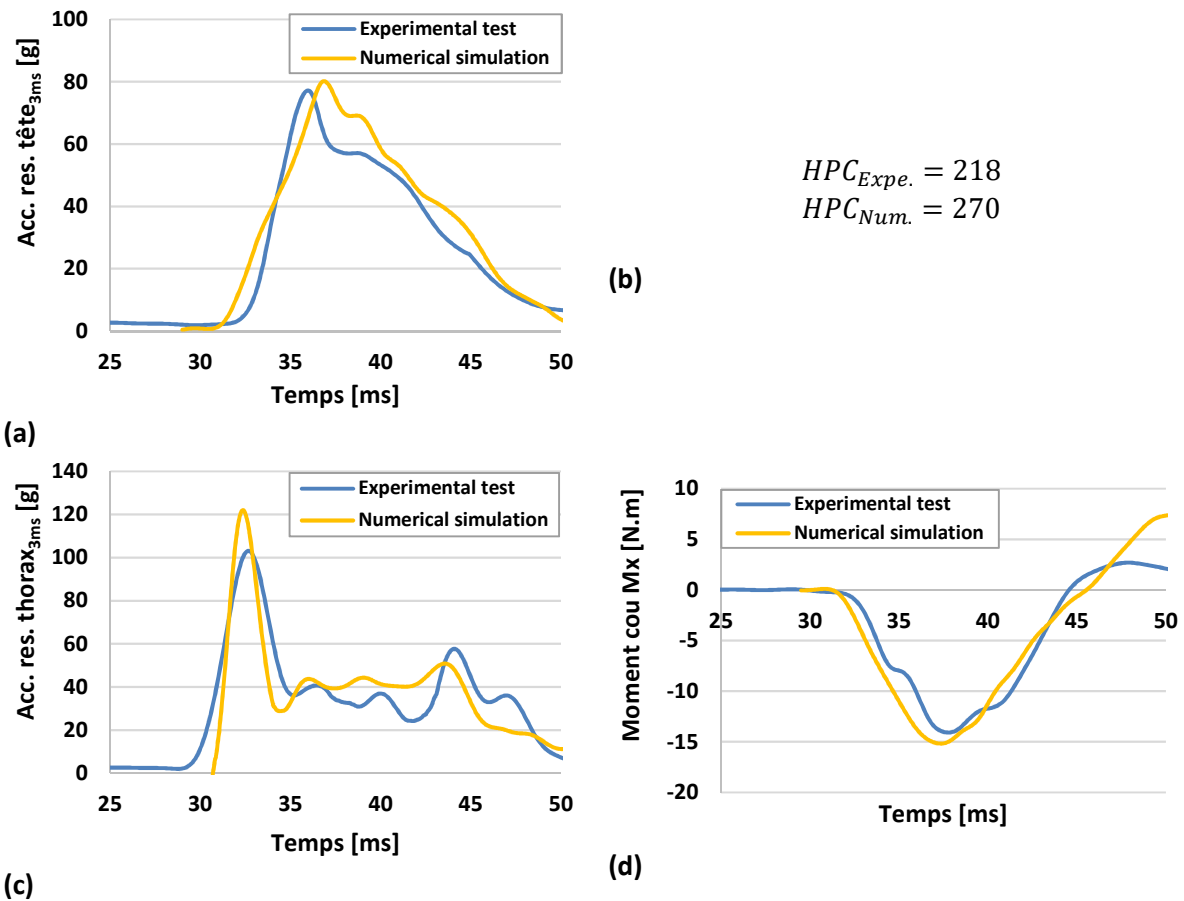 Acc. res. tête3ms [g]
100
80
60
40
20
0
Experimental test
Numerical simulation
25 30 35 40 45 50
Temps [ms]
(a)
HPCExpe. = 218
HPCNum. = 270
(b)
Acc. res. thorax3ms [g]
140
120
100
80
60
40
20
0
Experimental test
Numerical simulation
25 30 35 40 45 50
Temps [ms]
(c)
Moment cou Mx [N.m]
10
5
0
-5
-10
-15
-20
Experimental test
Numerical simulation
25 30 35 40 45 50
Temps [ms]
(d)